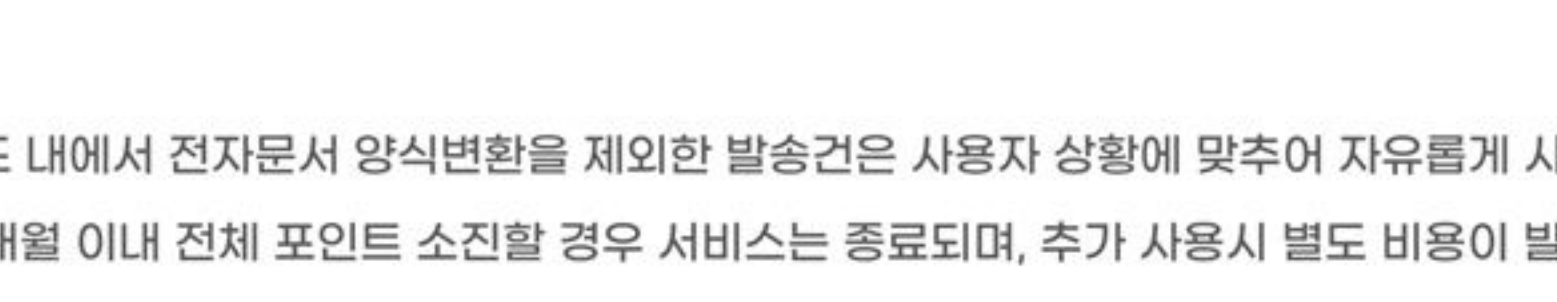 내에서 전자문서 양식변환을 제외한 발송건은 사용자 상황에 맞추어 자유롭게
이내 전체 포인트 소진할 경우 서비스는 종료되며, 추가 사용시 별도 비용이